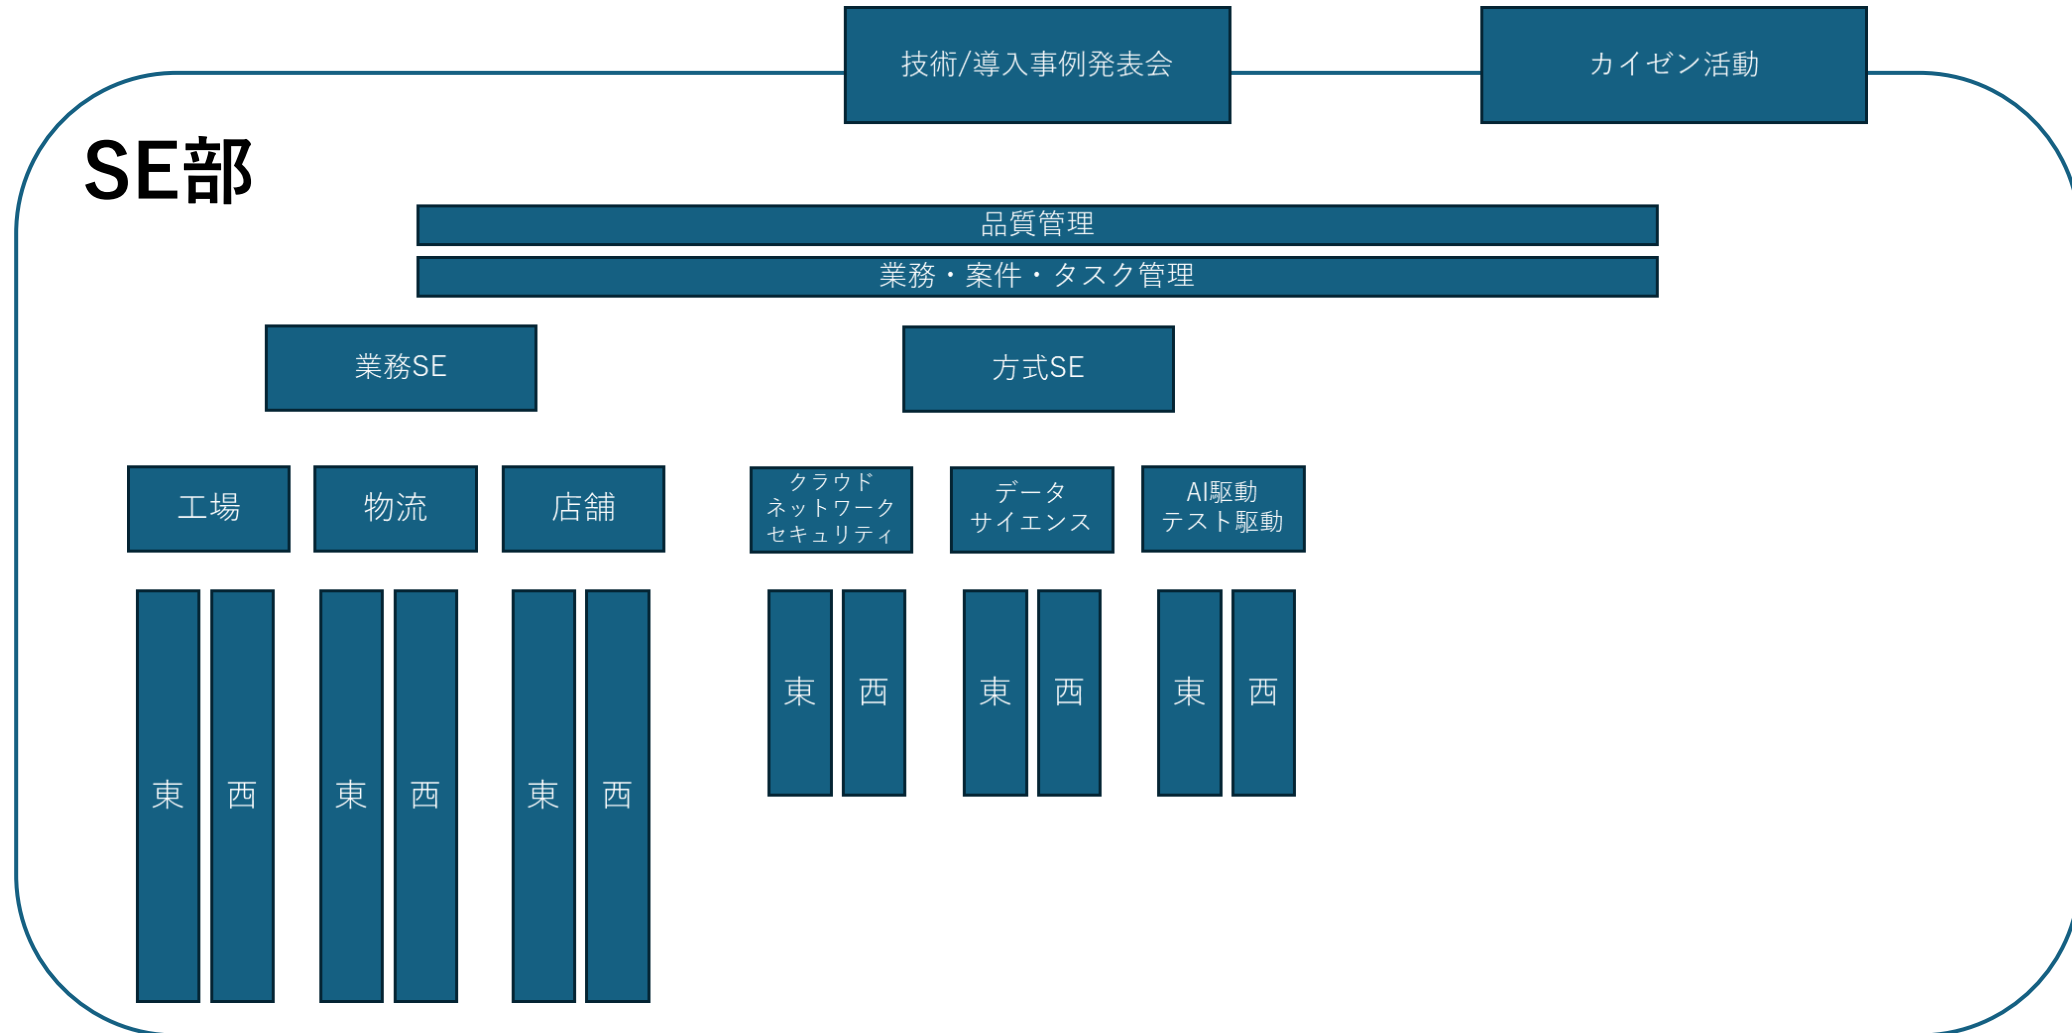 技術/導入事例発表会
カイゼン活動
SE部
品質管理
業務・案件・タスク管理
業務SE
方式SE
工場
物流
店舗
クラウド
ネットワーク
セキュリティ
データ
サイエンス
AI駆動
テスト駆動
東
西
東
西
東
西
東
西
東
西
東
西